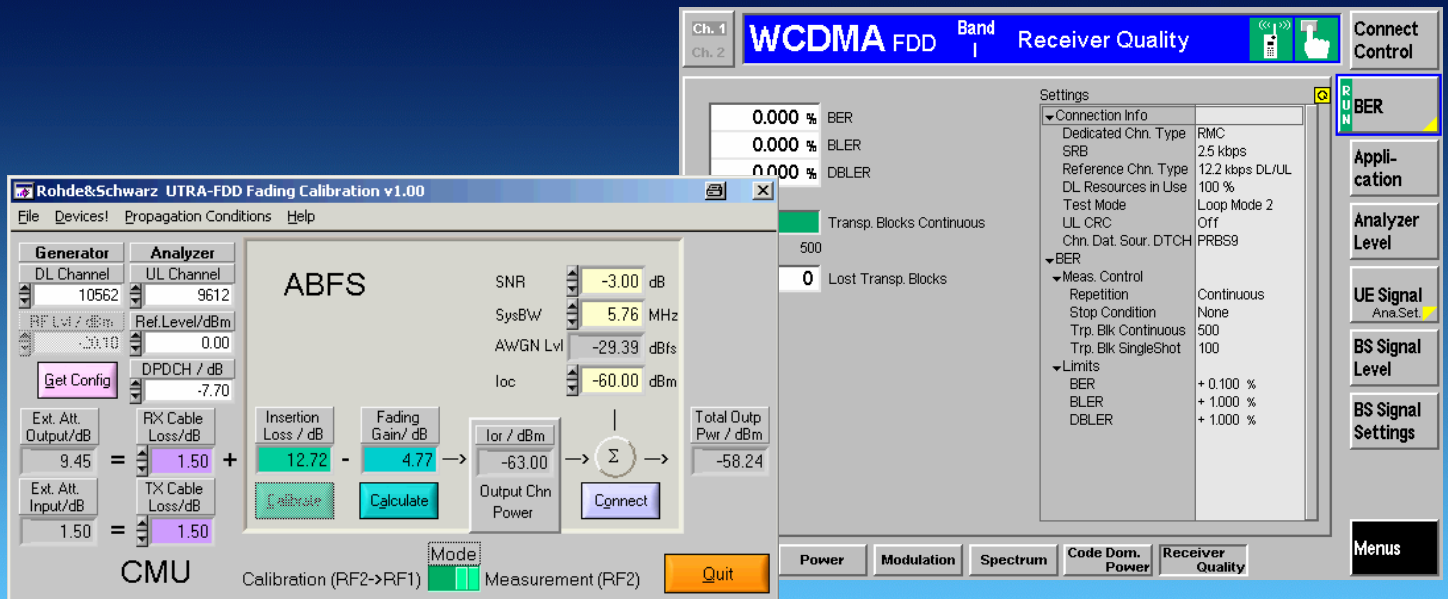 Ch. 1
Ch. 2
WCDMA FDD Band I Receiver Quality
Connect Control
0.000 % BER
0.000 % BLER
0.000 % DBLER
Transp. Blocks Continuous
500
0 Lost Transp. Blocks
Settings
Connection Info
Dedicated Chn. Type RMC
SRB 2.5 kbps
Reference Chn. Type 12.2 kbps DL/UL
DL Resources in Use 100 %
Test Mode Loop Mode 2
UL CRC Off
Chn. Dat. Sour. DTCH PRBS9
BER
Meas. Control
Repetition Continuous
Stop Condition None
Trp. Blk Continuous 500
Trp. Blk SingleShot 100
Limits
BER + 0.100 %
BLER + 1.000 %
DBLER + 1.000 %
RUN
BER
Appli-
cation
Analyzer
Level
UE Signal
Ana.Set.
BS Signal
Level
BS Signal
Settings
Menus
Power
Modulation
Spectrum
Code Dom.
Power
Receiver
Quality
Rohde&Schwarz UTRA-FDD Fading Calibration v1.00
File Devices! Propagation Conditions Help
Generator Analyzer
DL Channel UL Channel
10562 9612
RF Lvl / dBm Ref.Level/dBm
0.00
Get Config
DPDCH / dB
-7.70
Ext. Att.
Output/dB
RX Cable
Loss/dB
9.45 = 1.50 +
Ext. Att.
Input/dB
TX Cable
Loss/dB
1.50 = 1.50
CMU
ABFS
SNR -3.00 dB
SysBW 5.76 MHz
AWGN Lvl -29.39 dBfs
Ioc -60.00 dBm
Insertion
Loss / dB
12.72 -
Calibrate
Fading
Gain/ dB
4.77
Calculate
Ior / dBm
-63.00
Output Chn
Power
Σ
Connect
Total Outp
Pwr / dBm
-58.24
Mode
Calibration (RF2->RF1) Measurement (RF2)
Quit